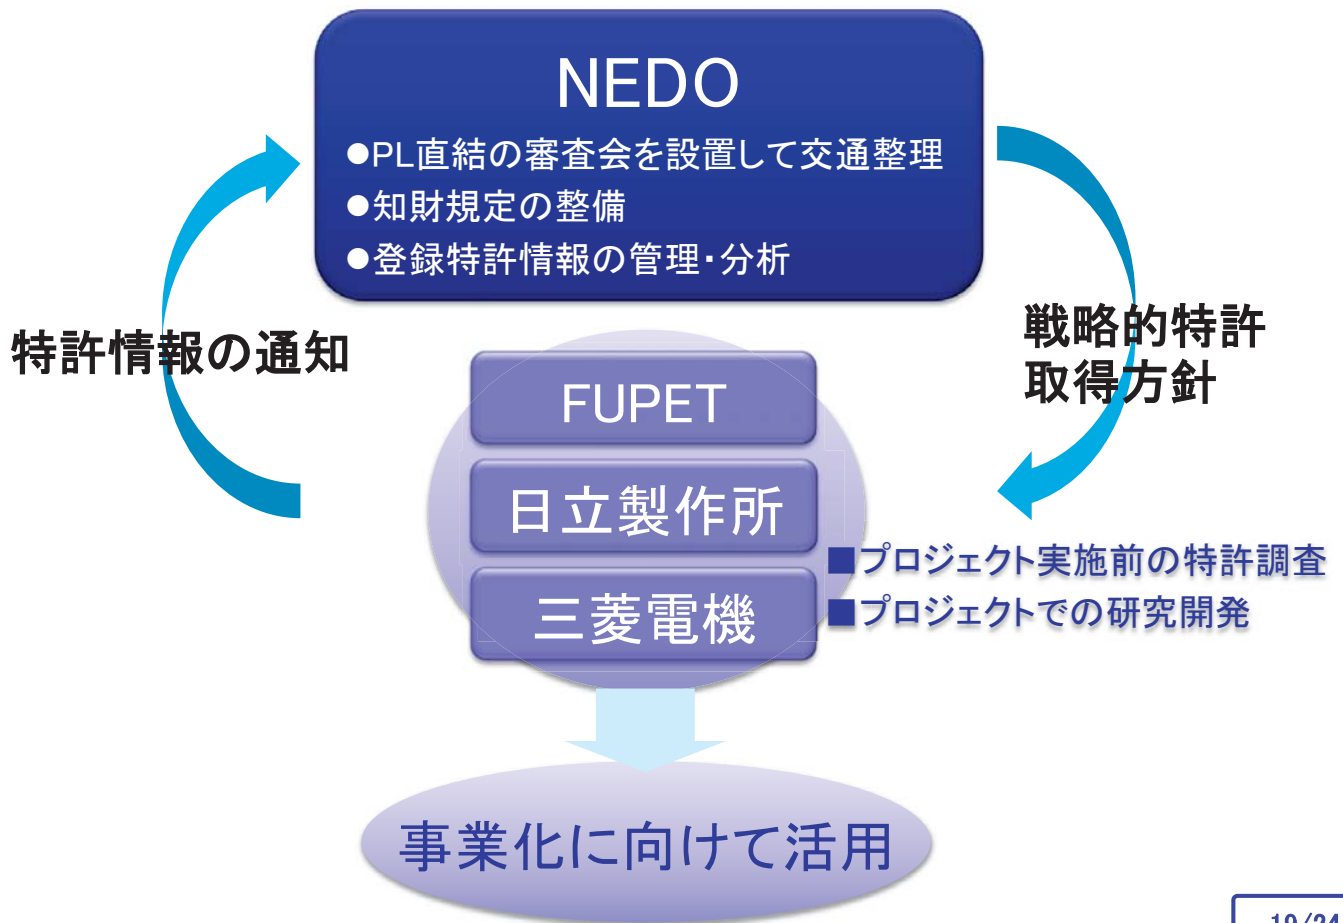 NEDO
●PL直結の審査会を設置して交通整理
●知財規定の整備
●登録特許情報の管理・分析
特許情報の通知
戦略的特許
取得方針
FUPET
日立製作所
三菱電機
■プロジェクト実施前の特許調査
■プロジェクトでの研究開発
事業化に向けて活用